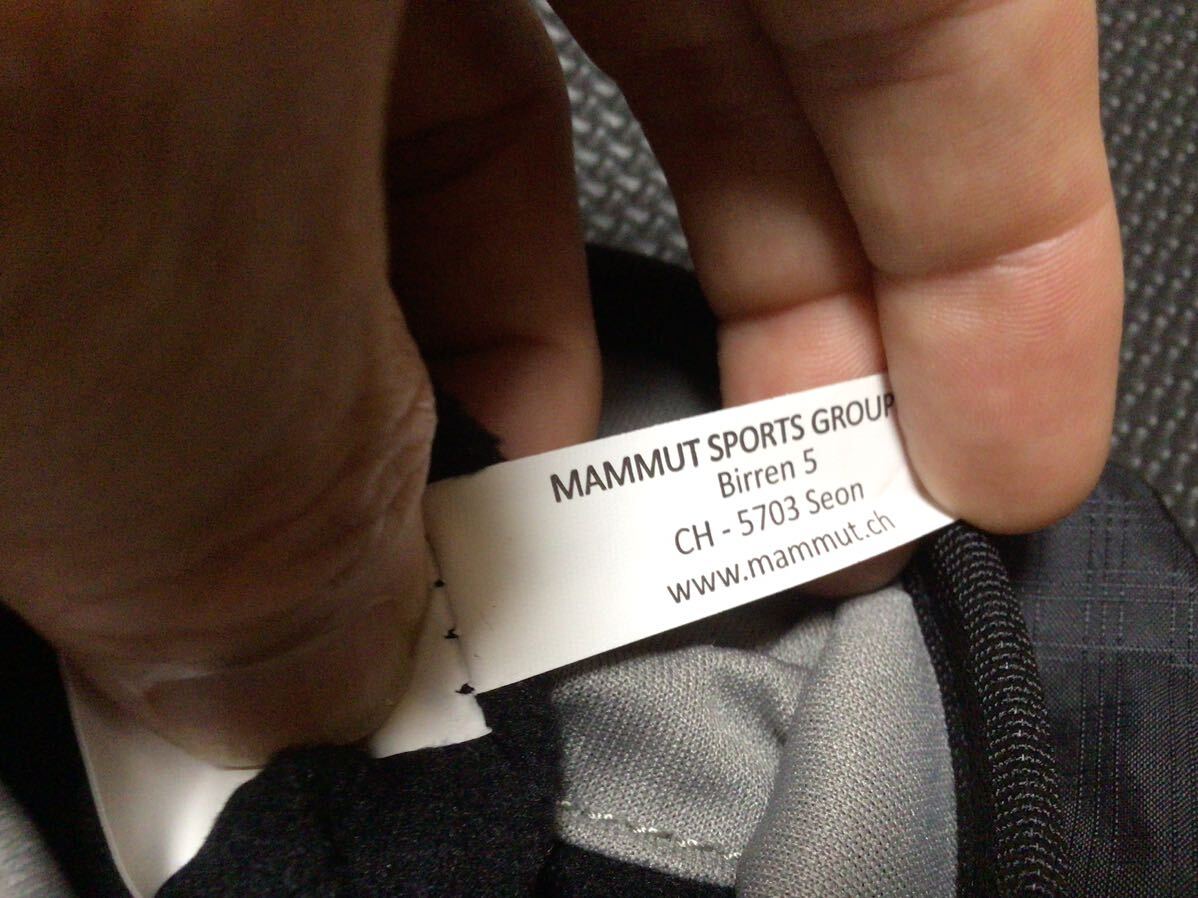 MAMMUT SPORTS GROUP
Birren 5
CH - 5703 Seon
www.mammut.ch